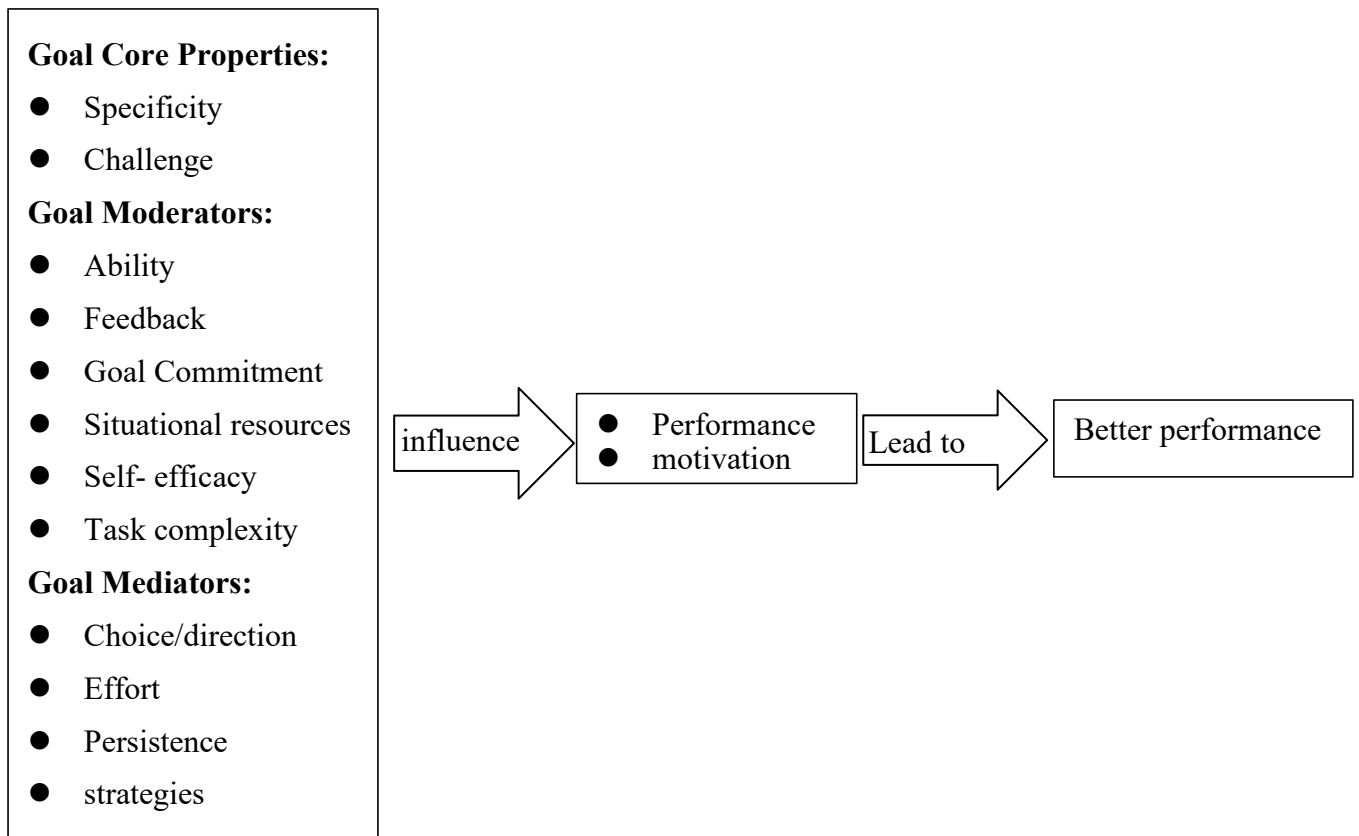 Goal Core Properties:
● Specificity
● Challenge
Goal Moderators:
● Ability
● Feedback
● Goal Commitment
● Situational resources
● Self- efficacy
● Task complexity
Goal Mediators:
● Choice/direction
● Effort
● Persistence
● strategies
influence
● Performance
● motivation
Lead to
Better performance